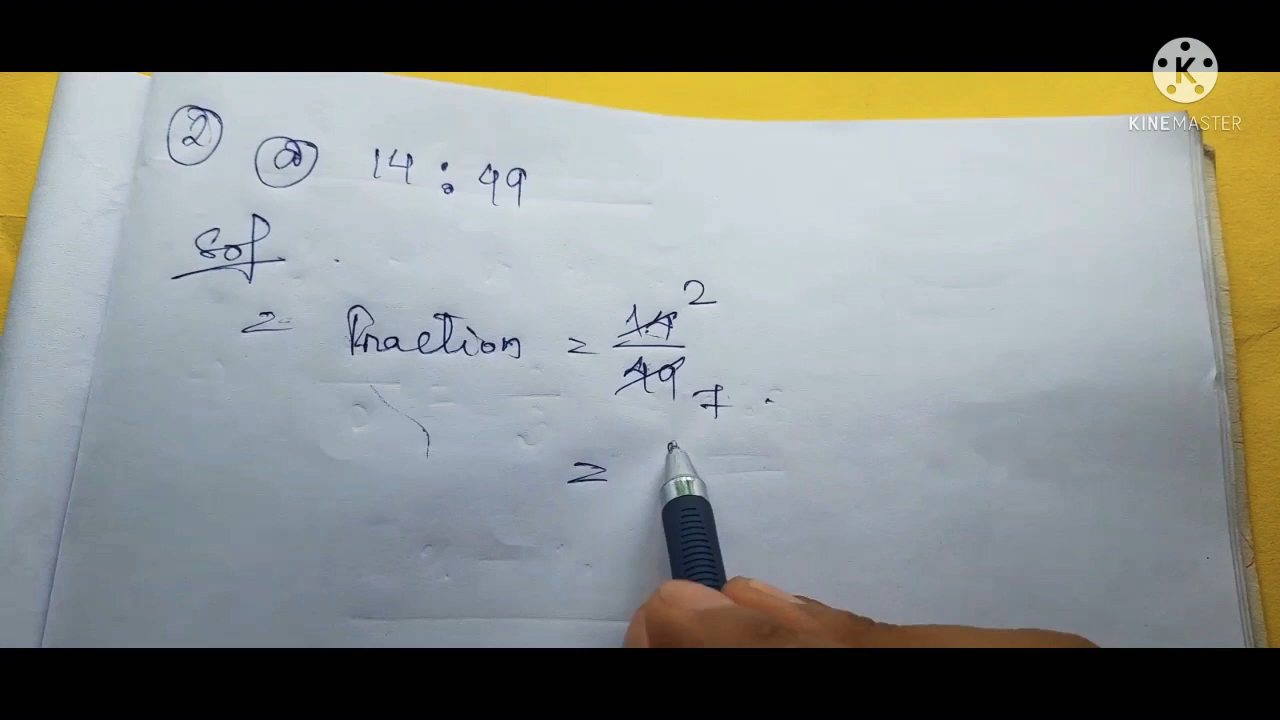 KINEMASTER
2 a 14 : 49
Sol
= Fraction = 14/49 2 7
=